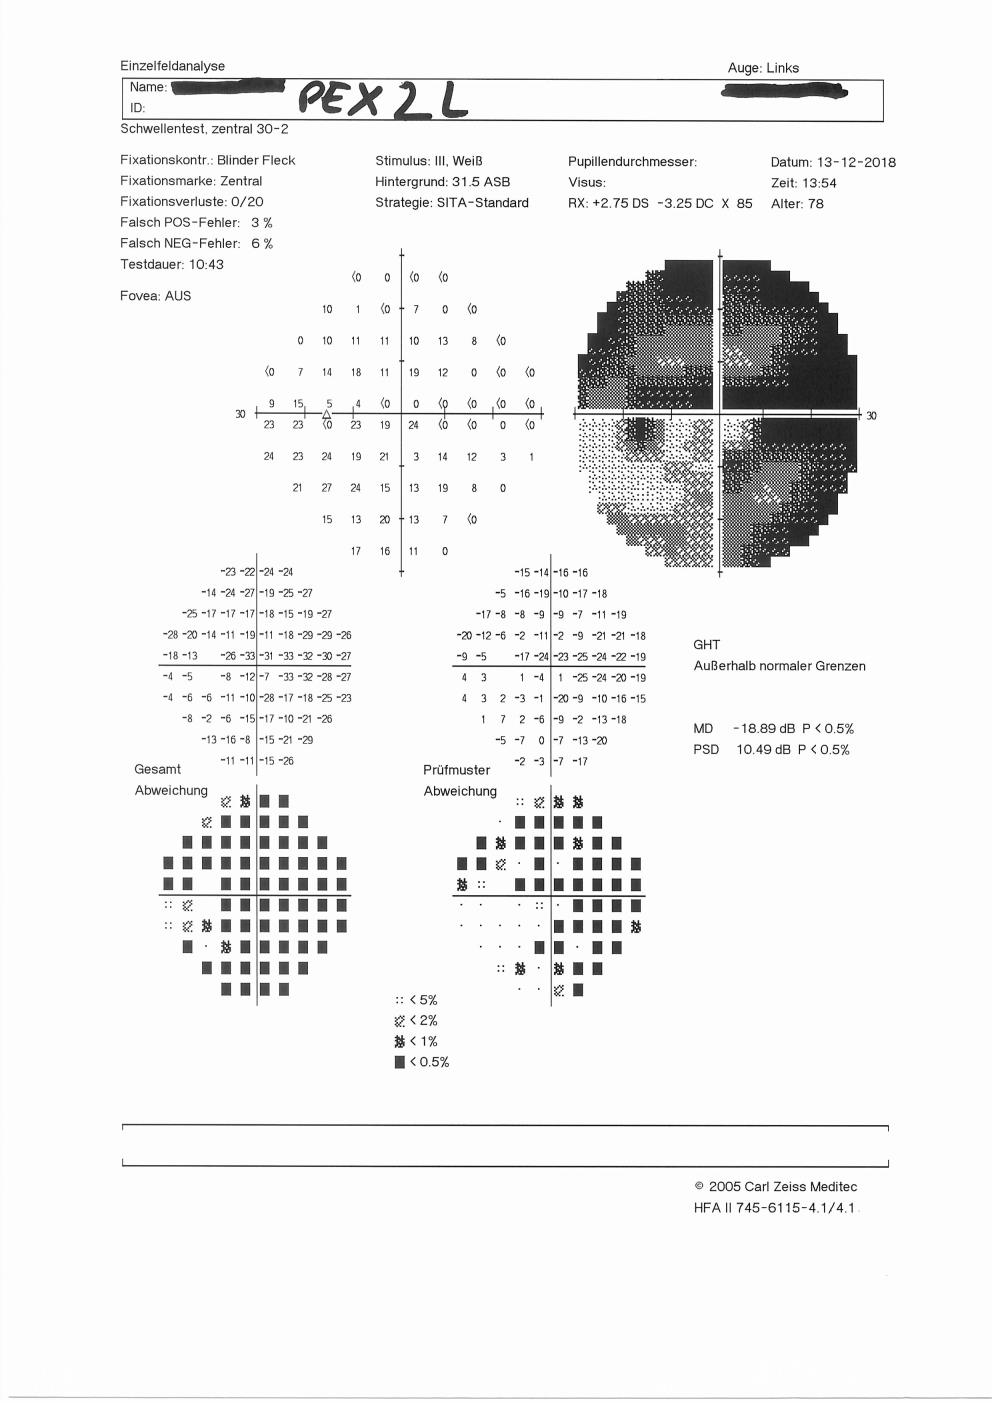 Einzelfeldanalyse Auge: Links
Name: PEX 2 L
ID:
Schwellentest, zentral 30-2
Fixationskontr.: Blinder Fleck Stimulus: III, Weiß Pupillendurchmesser: Datum: 13-12-2018
Fixationsmarke: Zentral Hintergrund: 31.5 ASB Visus: Zeit: 13:54
Fixationsverluste: 0/20 Strategie: SITA-Standard RX: +2.75 DS -3.25 DC X 85 Alter: 78
Falsch POS-Fehler: 3 %
Falsch NEG-Fehler: 6 %
Testdauer: 10:43
Fovea: AUS
<0 0 <0 <0
10 1 <0 7 0 <0
0 10 11 11 10 13 8 <0
<0 7 14 18 11 19 12 0 <0 <0
9 15 5 4 <0 0 <0 <0 <0 <0
30 30
23 23 <0 23 19 24 <0 <0 0 <0
24 23 24 19 21 3 14 12 3 1
21 27 24 15 13 19 8 0
15 13 20 13 7 <0
17 16 11 0
-23 -22 -24 -24 -15 -14 -16 -16
-14 -24 -27 -19 -25 -27 -5 -16 -19 -10 -17 -18
-25 -17 -17 -17 -18 -15 -19 -27 -17 -8 -8 -9 -9 -7 -11 -19
-28 -20 -14 -11 -19 -11 -18 -29 -29 -26 -20 -12 -6 -2 -11 -2 -9 -21 -21 -18
GHT
-18 -13 -26 -33 -31 -33 -32 -30 -27 -9 -5 -17 -24 -23 -25 -24 -22 -19
Außerhalb normaler Grenzen
-4 -5 -8 -12 -7 -33 -32 -28 -27 4 3 1 -4 1 -25 -24 -20 -19
-4 -6 -6 -11 -10 -28 -17 -18 -25 -23 4 3 2 -3 -1 -20 -9 -10 -16 -15
-8 -2 -6 -15 -17 -10 -21 -26 1 7 2 -6 -9 -2 -13 -18
MD -18.89 dB P < 0.5%
-13 -16 -8 -15 -21 -29 -5 -7 0 -7 -13 -20
PSD 10.49 dB P < 0.5%
-11 -11 -15 -26 -2 -3 -7 -17
Gesamt Prüfmuster
Abweichung Abweichung
< 5%
< 2%
< 1%
< 0.5%
© 2005 Carl Zeiss Meditec
HFA II 745-6115-4.1/4.1